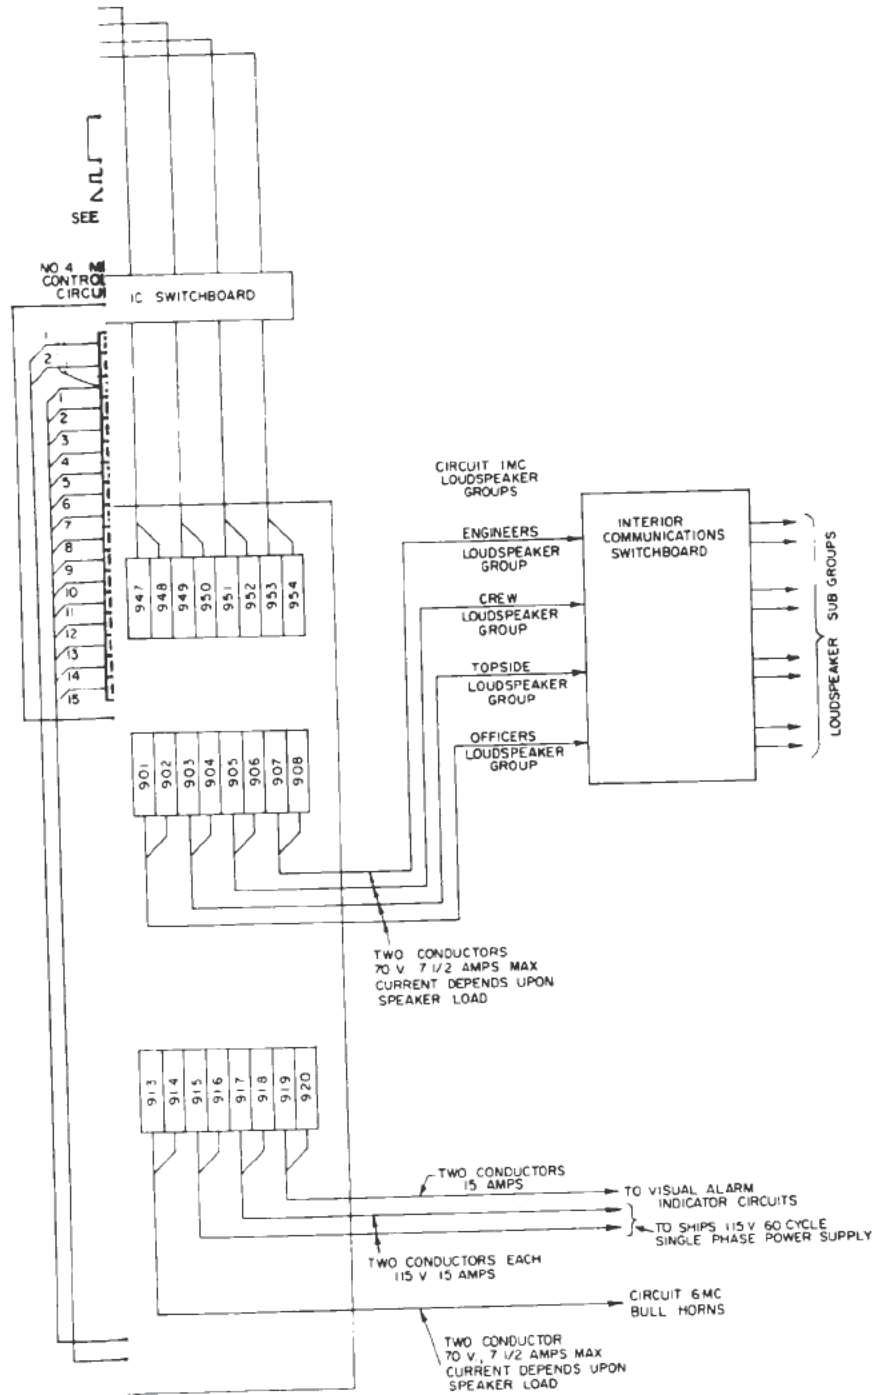 SEE
NO 4 M
CONTROL
CIRCUI
IC SWITCHBOARD
1
2
1
2
3
4
5
6
7
8
9
10
11
12
13
14
15
947 948 949 950 951 952 953 954
CIRCUIT 1MC
LOUDSPEAKER
GROUPS
ENGINEERS
LOUDSPEAKER
GROUP
CREW
LOUDSPEAKER
GROUP
TOPSIDE
LOUDSPEAKER
GROUP
OFFICERS
LOUDSPEAKER
GROUP
INTERIOR
COMMUNICATIONS
SWITCHBOARD
LOUDSPEAKER SUB GROUPS
901 902 903 904 905 906 907 908
TWO CONDUCTORS
70 V 7 1/2 AMPS MAX
CURRENT DEPENDS UPON
SPEAKER LOAD
913 914 915 916 917 918 919 920
TWO CONDUCTORS
15 AMPS
TO VISUAL ALARM
INDICATOR CIRCUITS
TO SHIPS 115 V 60 CYCLE
SINGLE PHASE POWER SUPPLY
TWO CONDUCTORS EACH
115 V 15 AMPS
CIRCUIT 6MC
BULL HORNS
TWO CONDUCTOR
70 V., 7 1/2 AMPS MAX
CURRENT DEPENDS UPON
SPEAKER LOAD